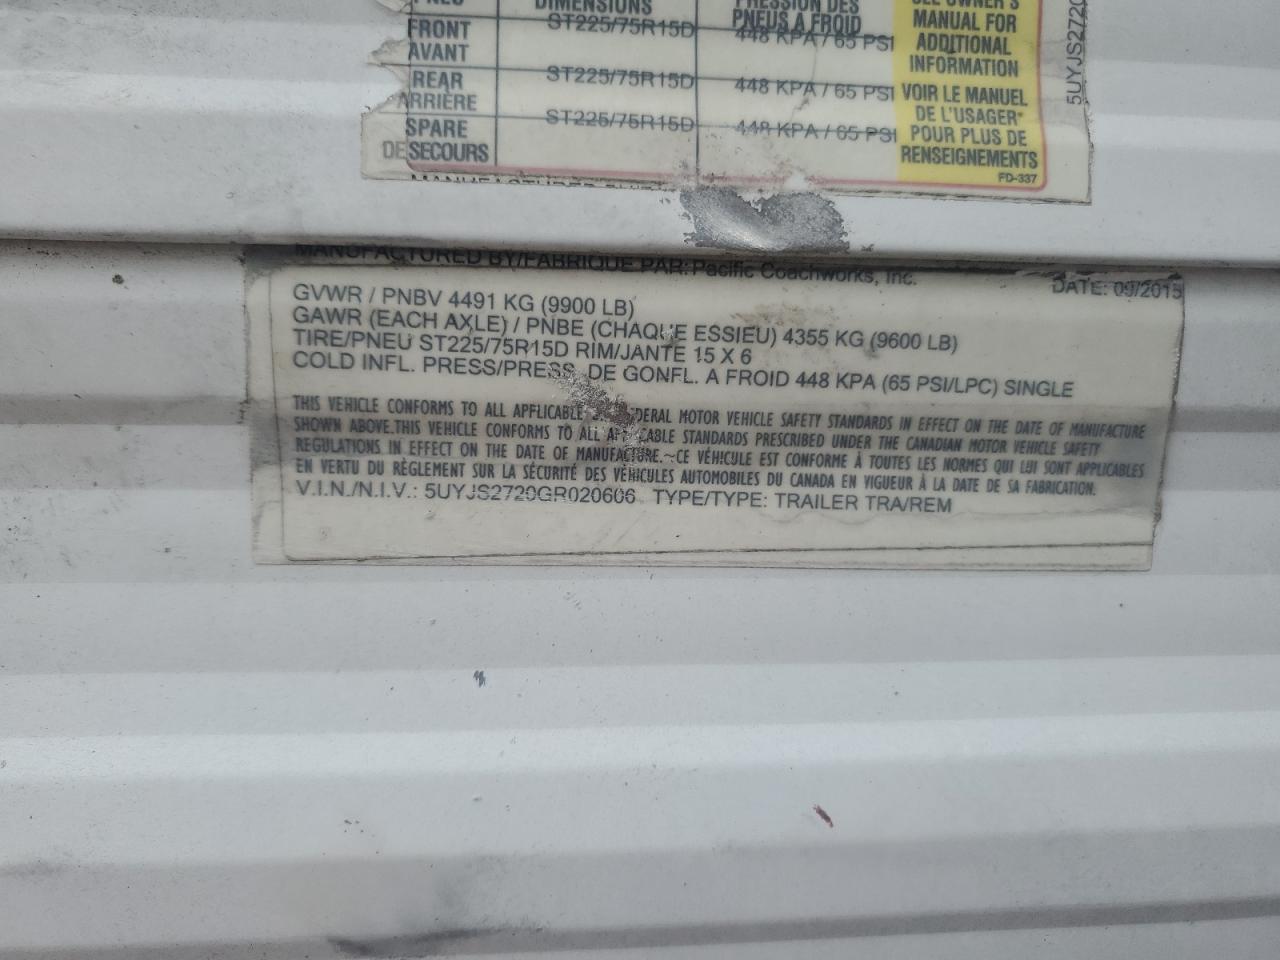 DIMENSIONS
PNEUS A FROID
FRONT ST225/75R15D 448 KPA / 65 PSI
AVANT
REAR ST225/75R15D 448 KPA / 65 PSI
ARRIÈRE
SPARE ST225/75R15D 448 KPA / 65 PSI
DE SECOURS
SEE OWNER'S
MANUAL FOR
ADDITIONAL
INFORMATION
VOIR LE MANUEL
DE L'USAGER
POUR PLUS DE
RENSEIGNEMENTS
FD-337
5UYJS2720
MANUFACTURED BY/FABRIQUE PAR: Pacific Coachworks, Inc. DATE: 09/2015
GVWR / PNBV 4491 KG (9900 LB)
GAWR (EACH AXLE) / PNBE (CHAQUE ESSIEU) 4355 KG (9600 LB)
TIRE/PNEU ST225/75R15D RIM/JANTE 15 X 6
COLD INFL. PRESS/PRESS. DE GONFL. A FROID 448 KPA (65 PSI/LPC) SINGLE
THIS VEHICLE CONFORMS TO ALL APPLICABLE FEDERAL MOTOR VEHICLE SAFETY STANDARDS IN EFFECT ON THE DATE OF MANUFACTURE
SHOWN ABOVE.THIS VEHICLE CONFORMS TO ALL APPLICABLE STANDARDS PRESCRIBED UNDER THE CANADIAN MOTOR VEHICLE SAFETY
REGULATIONS IN EFFECT ON THE DATE OF MANUFACTURE.~CE VÉHICULE EST CONFORME À TOUTES LES NORMES QUI LUI SONT APPLICABLES
EN VERTU DU RÈGLEMENT SUR LA SÉCURITÉ DES VÉHICULES AUTOMOBILES DU CANADA EN VIGUEUR À LA DATE DE SA FABRICATION.
V.I.N./N.I.V.: 5UYJS2720GR020606 TYPE/TYPE: TRAILER TRA/REM